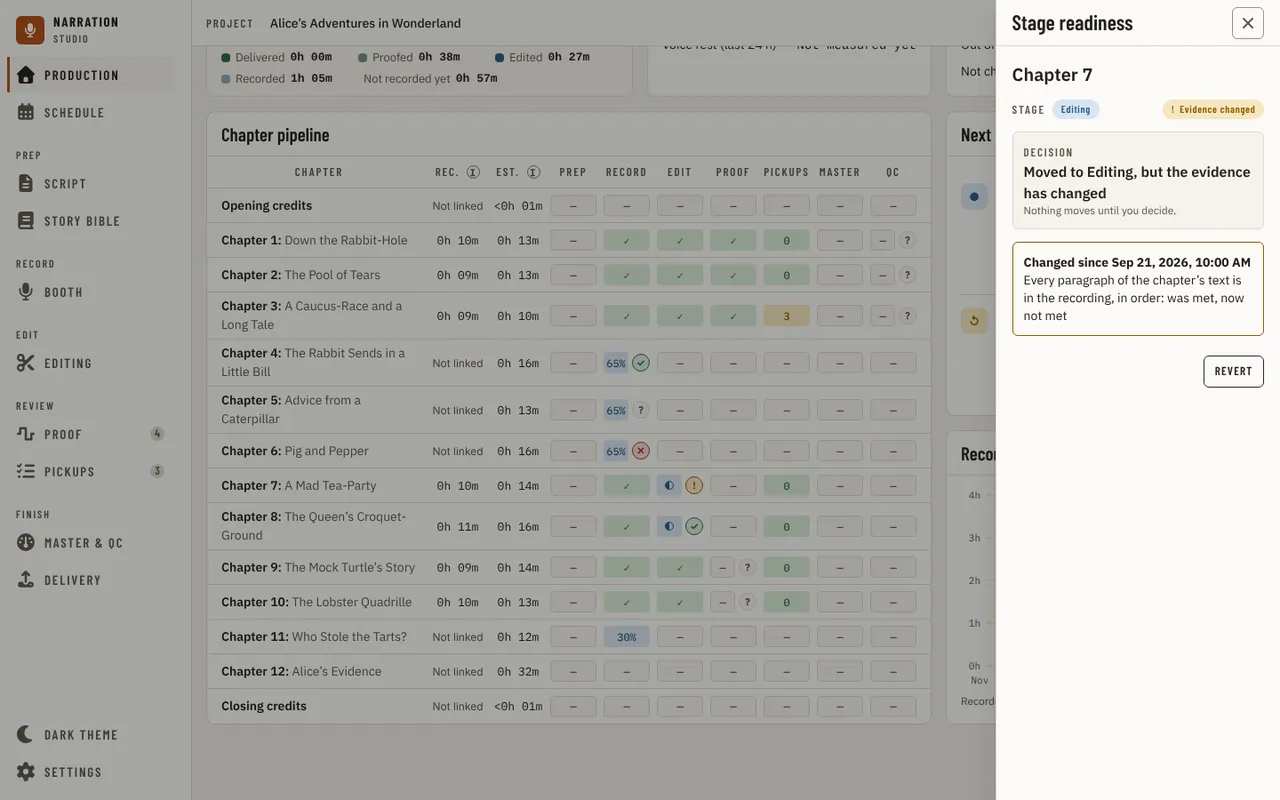 NARRATION
STUDIO
PRODUCTION
SCHEDULE
PREP
SCRIPT
STORY BIBLE
RECORD
BOOTH
EDIT
EDITING
REVIEW
PROOF 4
PICKUPS 3
FINISH
MASTER & QC
DELIVERY
DARK THEME
SETTINGS
PROJECT Alice’s Adventures in Wonderland
Delivered 0h 00m Proofed 0h 38m Edited 0h 27m
Recorded 1h 05m Not recorded yet 0h 57m
Voice rest (last 24 h) Not measured yet
Out of
Not ch
Chapter pipeline
CHAPTER REC. EST. PREP RECORD EDIT PROOF PICKUPS MASTER QC
Opening credits Not linked <0h 01m – – – – – – –
Chapter 1: Down the Rabbit-Hole 0h 10m 0h 13m – ✓ ✓ ✓ 0 – – ?
Chapter 2: The Pool of Tears 0h 09m 0h 13m – ✓ ✓ ✓ 0 – – ?
Chapter 3: A Caucus-Race and a
Long Tale 0h 09m 0h 10m – ✓ ✓ ✓ 3 – – ?
Chapter 4: The Rabbit Sends in a
Little Bill Not linked 0h 16m – 65% ✓ – – – – –
Chapter 5: Advice from a
Caterpillar Not linked 0h 13m – 65% ? – – – – –
Chapter 6: Pig and Pepper Not linked 0h 16m – 65% ✕ – – – – –
Chapter 7: A Mad Tea-Party 0h 10m 0h 14m – ✓ ! – 0 – –
Chapter 8: The Queen’s Croquet-
Ground 0h 11m 0h 16m – ✓ ✓ – 0 – –
Chapter 9: The Mock Turtle’s Story 0h 09m 0h 14m – ✓ ✓ – ? 0 – –
Chapter 10: The Lobster Quadrille 0h 10m 0h 13m – ✓ ✓ – ? 0 – –
Chapter 11: Who Stole the Tarts? Not linked 0h 12m – 30% – – – – –
Chapter 12: Alice’s Evidence Not linked 0h 32m – – – – – – –
Closing credits Not linked <0h 01m – – – – – – –
Next
Recor
4h
3h
2h
1h
0h
Nov
Record
Stage readiness
Chapter 7
STAGE Editing ! Evidence changed
DECISION
Moved to Editing, but the evidence
has changed
Nothing moves until you decide.
Changed since Sep 21, 2026, 10:00 AM
Every paragraph of the chapter’s text is
in the recording, in order: was met, now
not met
REVERT